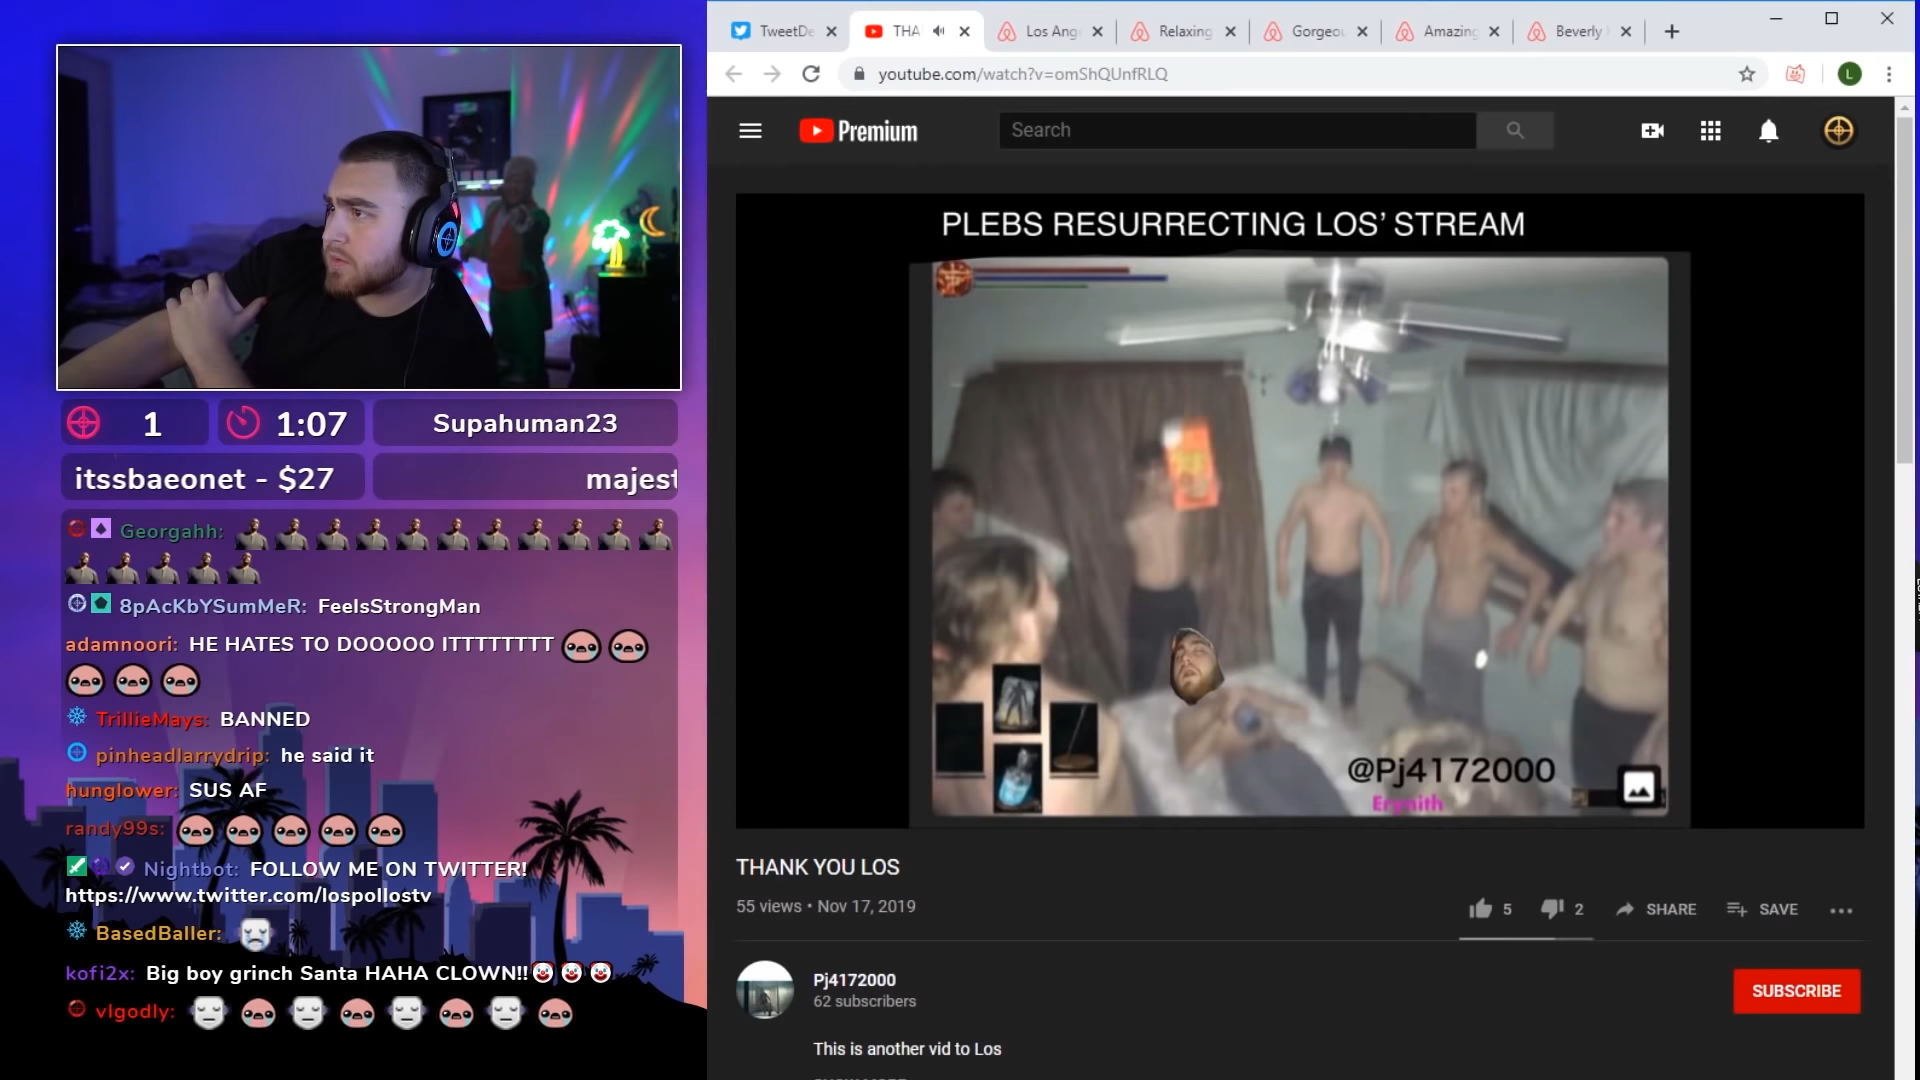 TweetDe
THA
Los Ang
Relaxing
Gorgeou
Amazing
Beverly
youtube.com/watch?v=omShQUnfRLQ
L
Premium
Search
PLEBS RESURRECTING LOS' STREAM
@Pj4172000
Erynith
THANK YOU LOS
55 views • Nov 17, 2019
5
2
SHARE
SAVE
Pj4172000
62 subscribers
SUBSCRIBE
This is another vid to Los
1
1:07
Supahuman23
itssbaeonet - $27
majest
Georgahh:
8pAcKbYSumMeR: FeelsStrongMan
adamnoori: HE HATES TO DOOOOO ITTTTTTTT
TrillieMays: BANNED
pinheadlarrydrip: he said it
hunglower: SUS AF
randy99s:
Nightbot: FOLLOW ME ON TWITTER!
https://www.twitter.com/lospollostv
BasedBaller:
kofi2x: Big boy grinch Santa HAHA CLOWN!!
vlgodly: